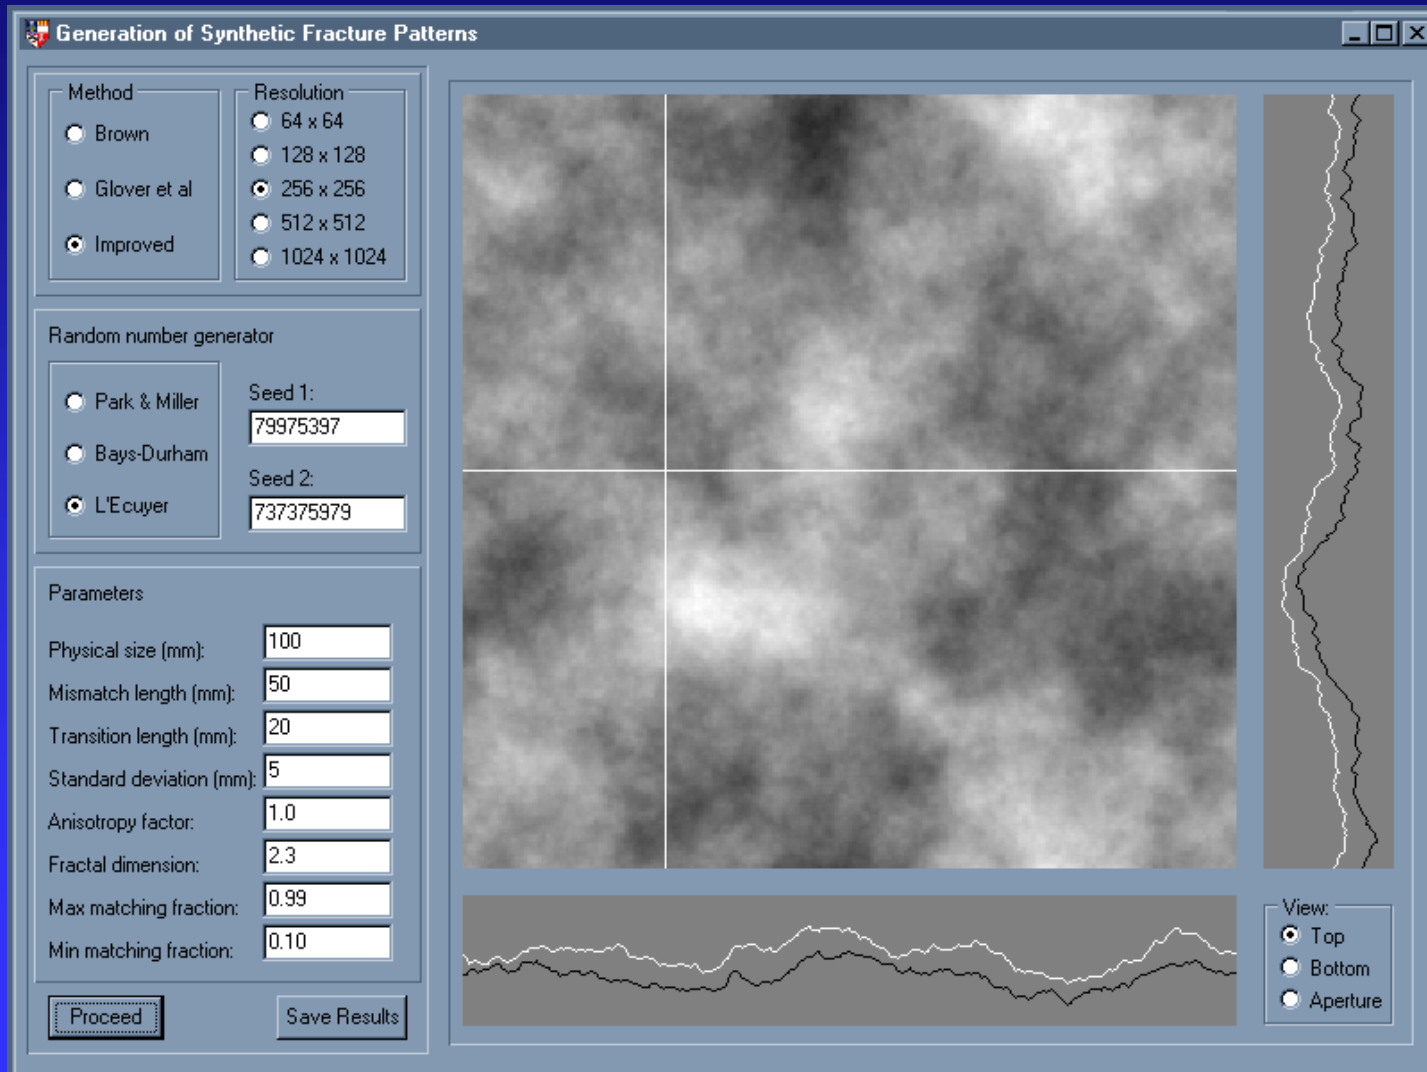 Generation of Synthetic Fracture Patterns
Method
Brown
Glover et al
Improved
Resolution
64 x 64
128 x 128
256 x 256
512 x 512
1024 x 1024
Random number generator
Park & Miller
Bays-Durham
L'Ecuyer
Seed 1:
79975397
Seed 2:
737375979
Parameters
Physical size (mm): 100
Mismatch length (mm): 50
Transition length (mm): 20
Standard deviation (mm): 5
Anisotropy factor: 1.0
Fractal dimension: 2.3
Max matching fraction: 0.99
Min matching fraction: 0.10
Proceed
Save Results
View:
Top
Bottom
Aperture